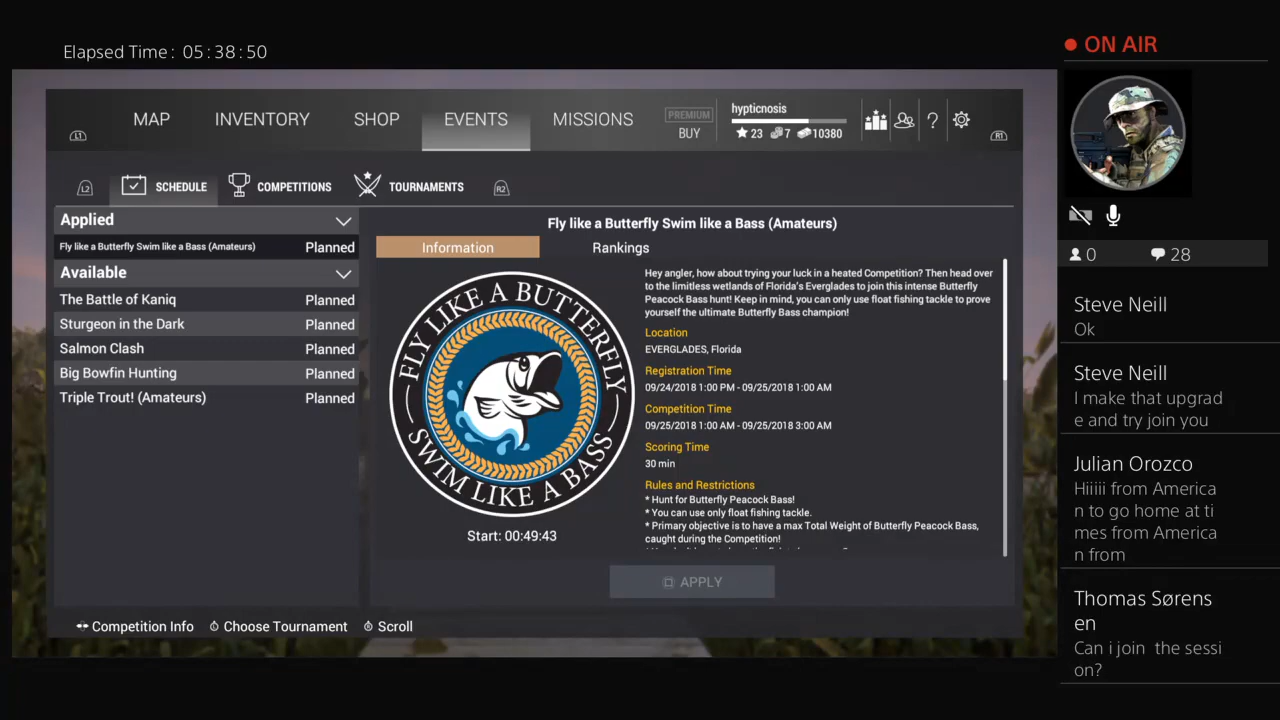 Elapsed Time: 05:38:50
ON AIR
L1
MAP
INVENTORY
SHOP
EVENTS
MISSIONS
PREMIUM
BUY
hypticnosis
23 7 10380
?
R1
L2
SCHEDULE
COMPETITIONS
TOURNAMENTS
R2
Applied
Fly like a Butterfly Swim like a Bass (Amateurs) Planned
Available
The Battle of Kaniq Planned
Sturgeon in the Dark Planned
Salmon Clash Planned
Big Bowfin Hunting Planned
Triple Trout! (Amateurs) Planned
Fly like a Butterfly Swim like a Bass (Amateurs)
Information
Rankings
FLY LIKE A BUTTERFLY
SWIM LIKE A BASS
Start: 00:49:43
Hey angler, how about trying your luck in a heated Competition? Then head over
to the limitless wetlands of Florida's Everglades to join this intense Butterfly
Peacock Bass hunt! Keep in mind, you can only use float fishing tackle to prove
yourself the ultimate Butterfly Bass champion!
Location
EVERGLADES, Florida
Registration Time
09/24/2018 1:00 PM - 09/25/2018 1:00 AM
Competition Time
09/25/2018 1:00 AM - 09/25/2018 3:00 AM
Scoring Time
30 min
Rules and Restrictions
* Hunt for Butterfly Peacock Bass!
* You can use only float fishing tackle.
* Primary objective is to have a max Total Weight of Butterfly Peacock Bass,
caught during the Competition!
APPLY
Competition Info
Choose Tournament
Scroll
0 28
Steve Neill
Ok
Steve Neill
I make that upgrad
e and try join you
Julian Orozco
Hiiiii from America
n to go home at ti
mes from America
n from
Thomas Sørens
en
Can i join the sessi
on?